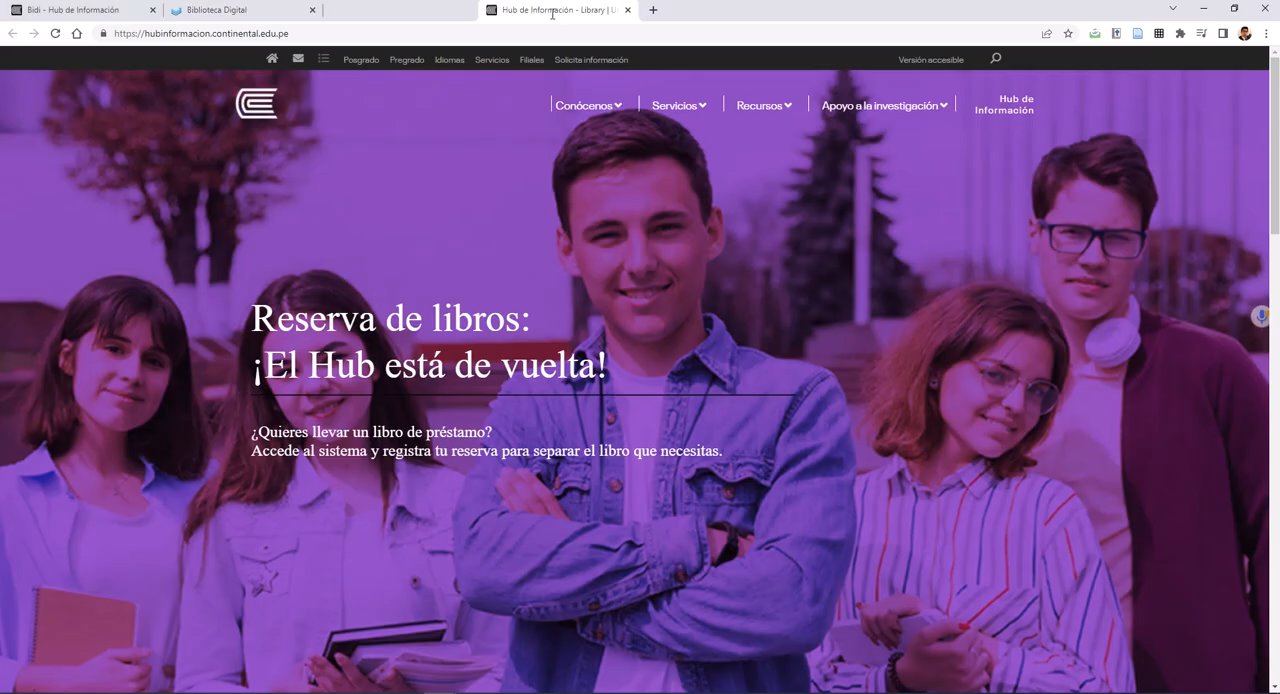 Bidi - Hub de Información
Biblioteca Digital
Hub de Información - Library | U
https://hubinformacion.continental.edu.pe
Posgrado Pregrado Idiomas Servicios Filiales Solicita información
Versión accesible
Conócenos
Servicios
Recursos
Apoyo a la investigación
Hub de
Información
Reserva de libros:
¡El Hub está de vuelta!
¿Quieres llevar un libro de préstamo?
Accede al sistema y registra tu reserva para separar el libro que necesitas.